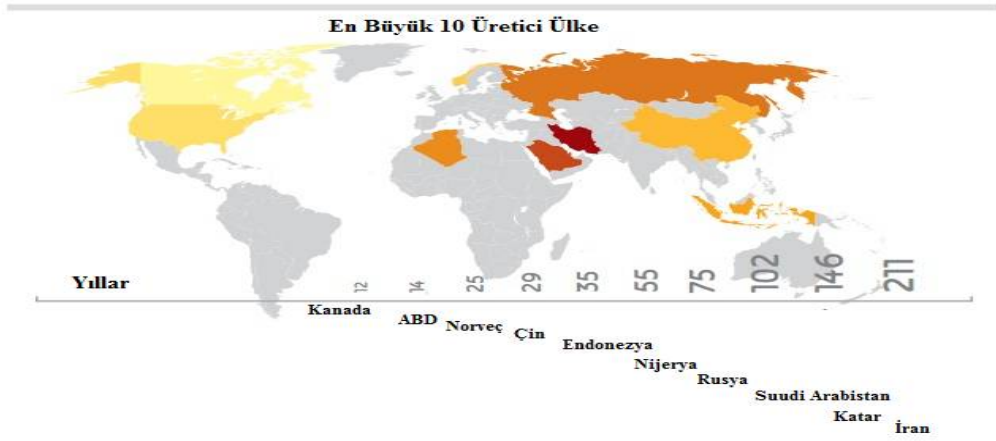 En Büyük 10 Üretici Ülke
Yıllar
12 14 25 29 35 55 75 102 146 211
Kanada
ABD
Norveç
Çin
Endonezya
Nijerya
Rusya
Suudi Arabistan
Katar
İran